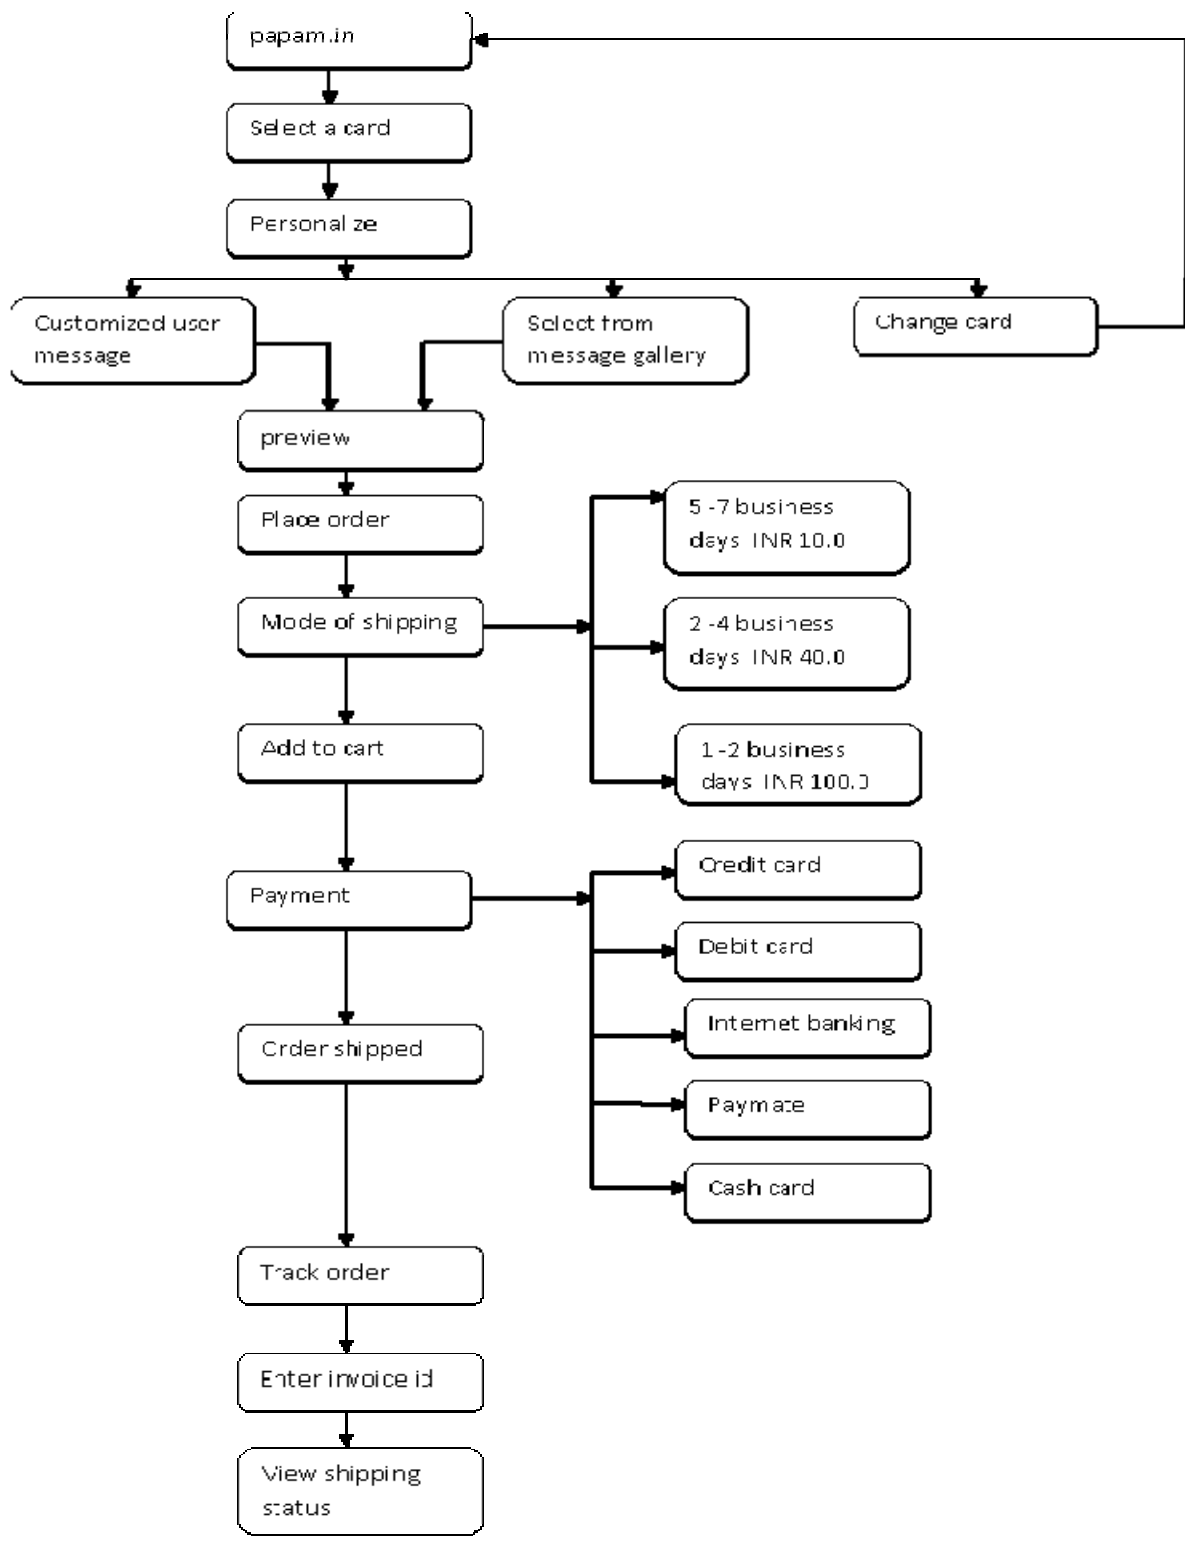 papam.in
Select a card
Personalize
Customized user
message
Select from
message gallery
Change card
preview
Place order
5 -7 business
days INR 10.0
Mode of shipping
2 -4 business
days INR 40.0
Add to cart
1 -2 business
days INR 100.0
Payment
Credit card
Debit card
Internet banking
Order shipped
Paymate
Cash card
Track order
Enter invoice id
View shipping
status